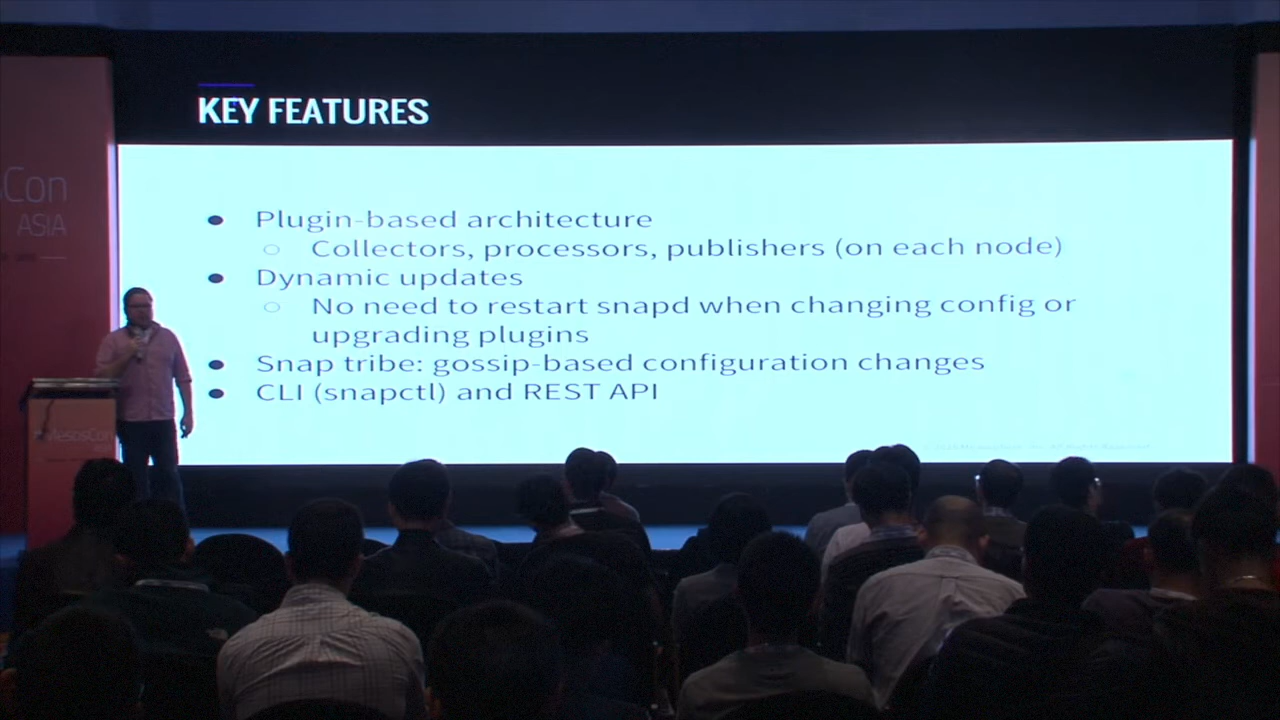 KEY FEATURES
Plugin-based architecture
Collectors, processors, publishers (on each node)
Dynamic updates
No need to restart snapd when changing config or
upgrading plugins
Snap tribe: gossip-based configuration changes
CLI (snapctl) and REST API
Con
ASIA
MesosCon